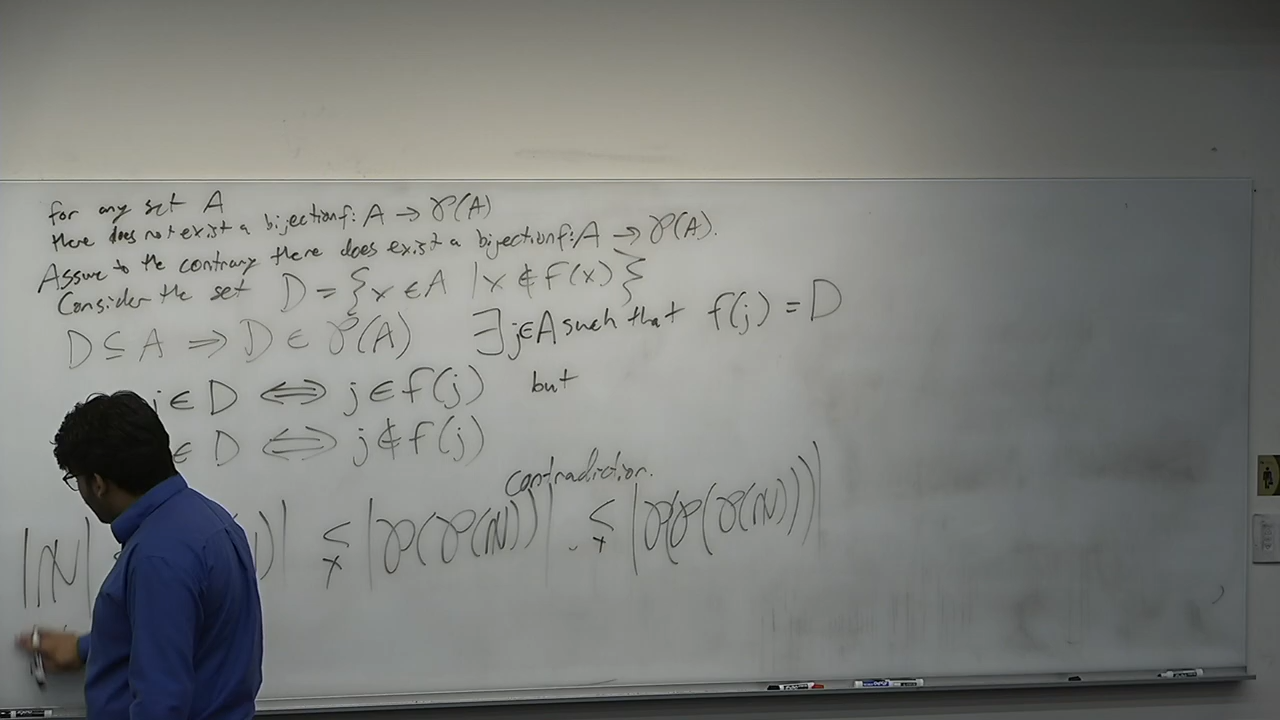 for any set A
there does not exist a bijection f: A → 𝒫(A)
Assume to the contrary there does exist a bijection f: A → 𝒫(A).
Consider the set D = {x ∈ A | x ∉ f(x)}
D ⊆ A ⇒ D ∈ 𝒫(A) ∃ j∈A such that f(j) = D
j ∈ D ⇔ j ∈ f(j) but
∈ D ⇔ j ∉ f(j)
contradiction.
|ℕ| )| ≤ |𝒫(𝒫(ℕ))| . ≤ |𝒫(𝒫(𝒫(ℕ)))|